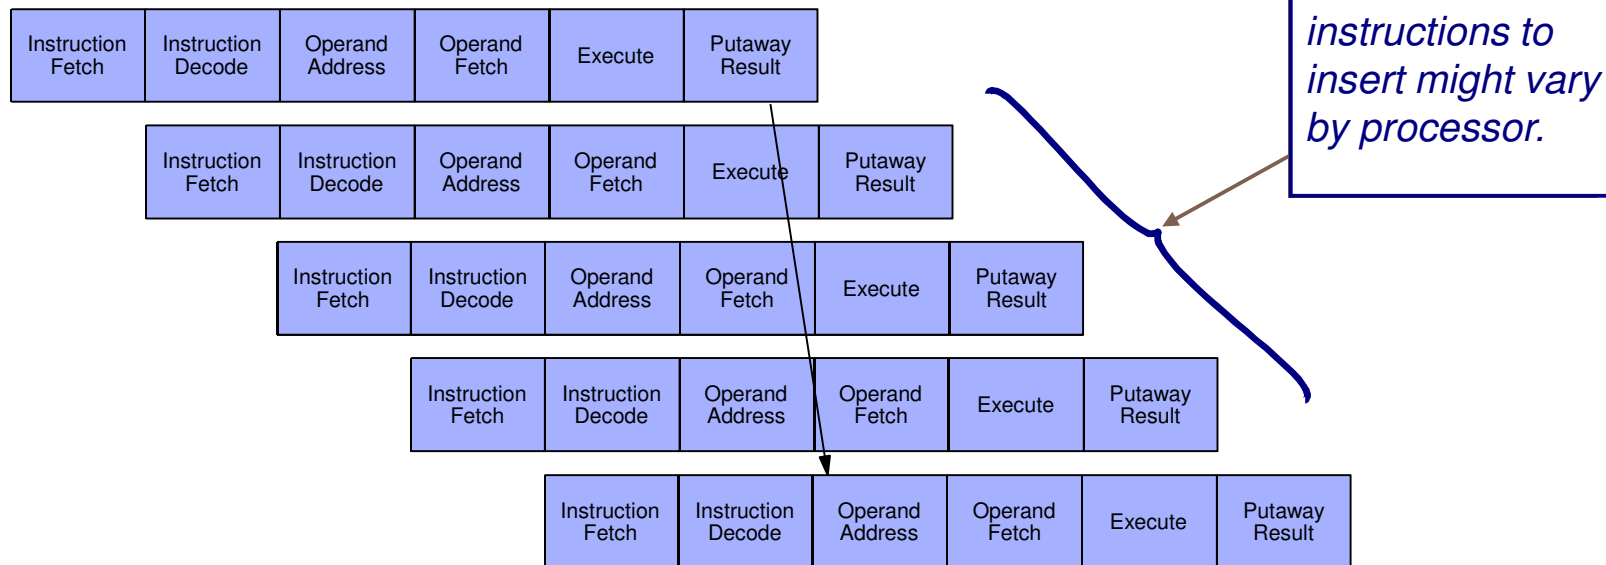 Instruction
Fetch
Instruction
Decode
Operand
Address
Operand
Fetch
Execute
Putaway
Result
instructions to
insert might vary
by processor.
Instruction
Fetch
Instruction
Decode
Operand
Address
Operand
Fetch
Execute
Putaway
Result
Instruction
Fetch
Instruction
Decode
Operand
Address
Operand
Fetch
Execute
Putaway
Result
Instruction
Fetch
Instruction
Decode
Operand
Address
Operand
Fetch
Execute
Putaway
Result
Instruction
Fetch
Instruction
Decode
Operand
Address
Operand
Fetch
Execute
Putaway
Result